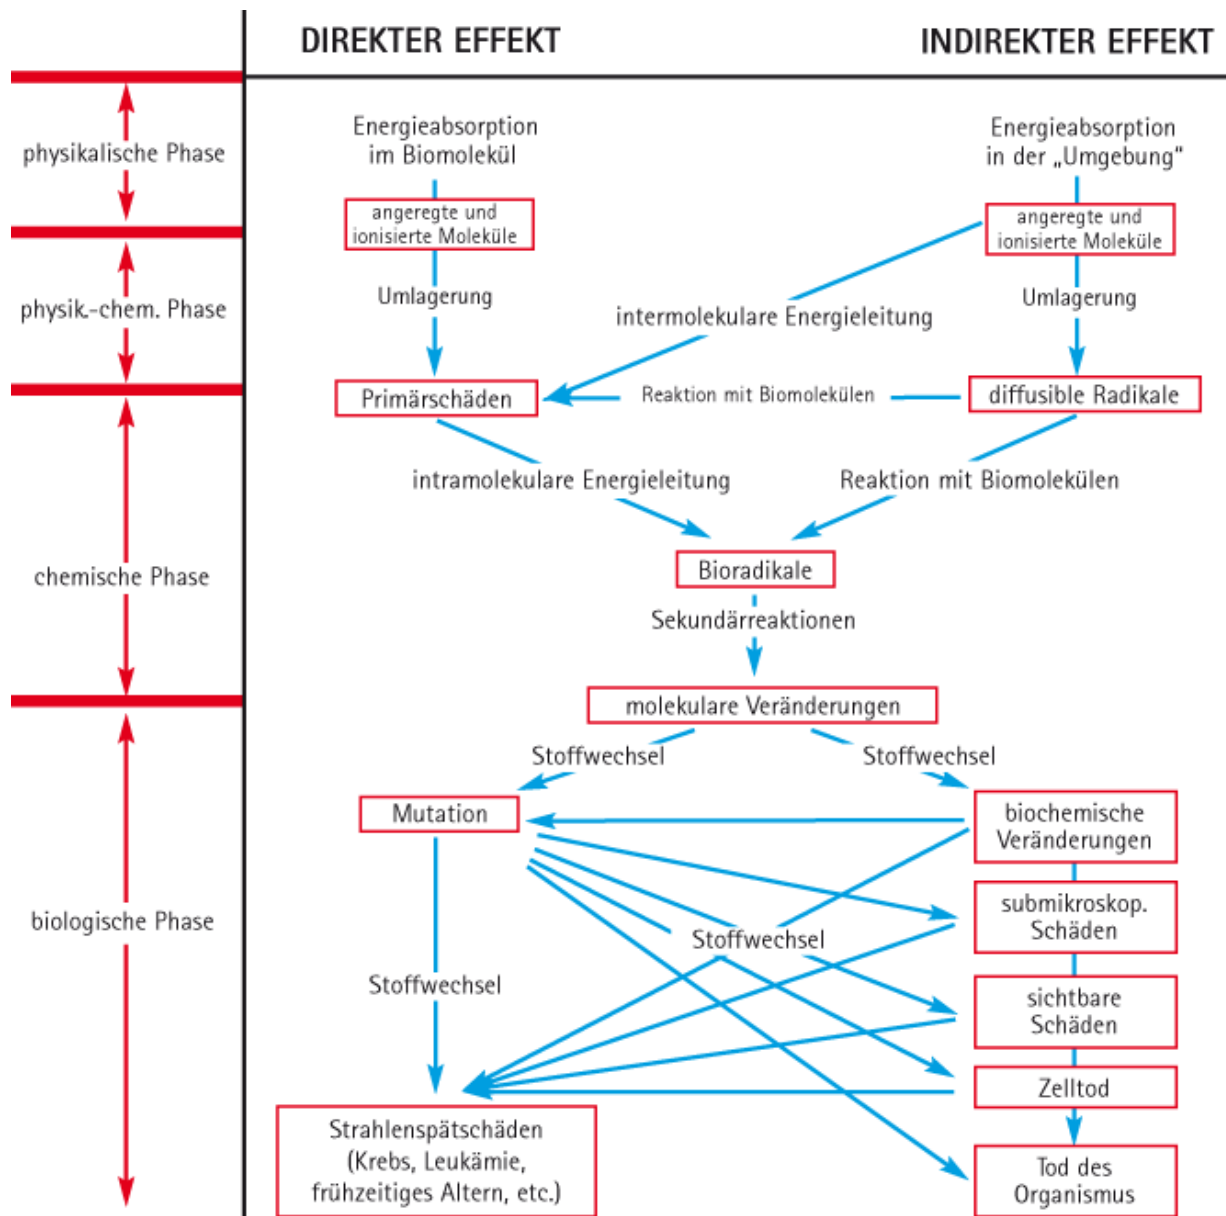 DIREKTER EFFEKT
INDIREKTER EFFEKT
physikalische Phase
Energieabsorption
im Biomolekül
Energieabsorption
in der „Umgebung“
angeregte und
ionisierte Moleküle
angeregte und
ionisierte Moleküle
physik.-chem. Phase
Umlagerung
Umlagerung
intermolekulare Energieleitung
Primärschäden
Reaktion mit Biomolekülen
diffusible Radikale
intramolekulare Energieleitung
Reaktion mit Biomolekülen
chemische Phase
Bioradikale
Sekundärreaktionen
molekulare Veränderungen
Stoffwechsel
Stoffwechsel
Mutation
biochemische
Veränderungen
biologische Phase
submikroskop.
Schäden
Stoffwechsel
Stoffwechsel
sichtbare
Schäden
Zelltod
Strahlenspätschäden
(Krebs, Leukämie,
frühzeitiges Altern, etc.)
Tod des
Organismus